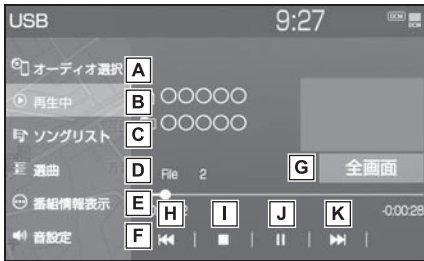 USB
9:27
DCM
DCM
オーディオ選択 A
再生中 B
○○○○○
ソングリスト C
○○○○○
選曲 D
File 2
G 全画面
番組情報表示 E
-0:00:28
音設定 F
H I J K